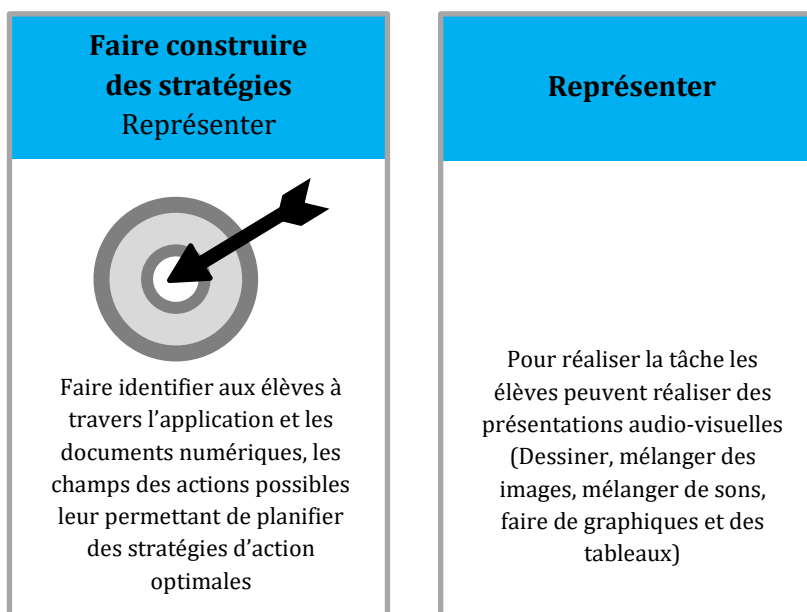 Faire construire
des stratégies
Représenter
Faire identifier aux élèves à
travers l’application et les
documents numériques, les
champs des actions possibles
leur permettant de planifier
des stratégies d’action
optimales
Représenter
Pour réaliser la tâche les
élèves peuvent réaliser des
présentations audio-visuelles
(Dessiner, mélanger des
images, mélanger de sons,
faire de graphiques et des
tableaux)